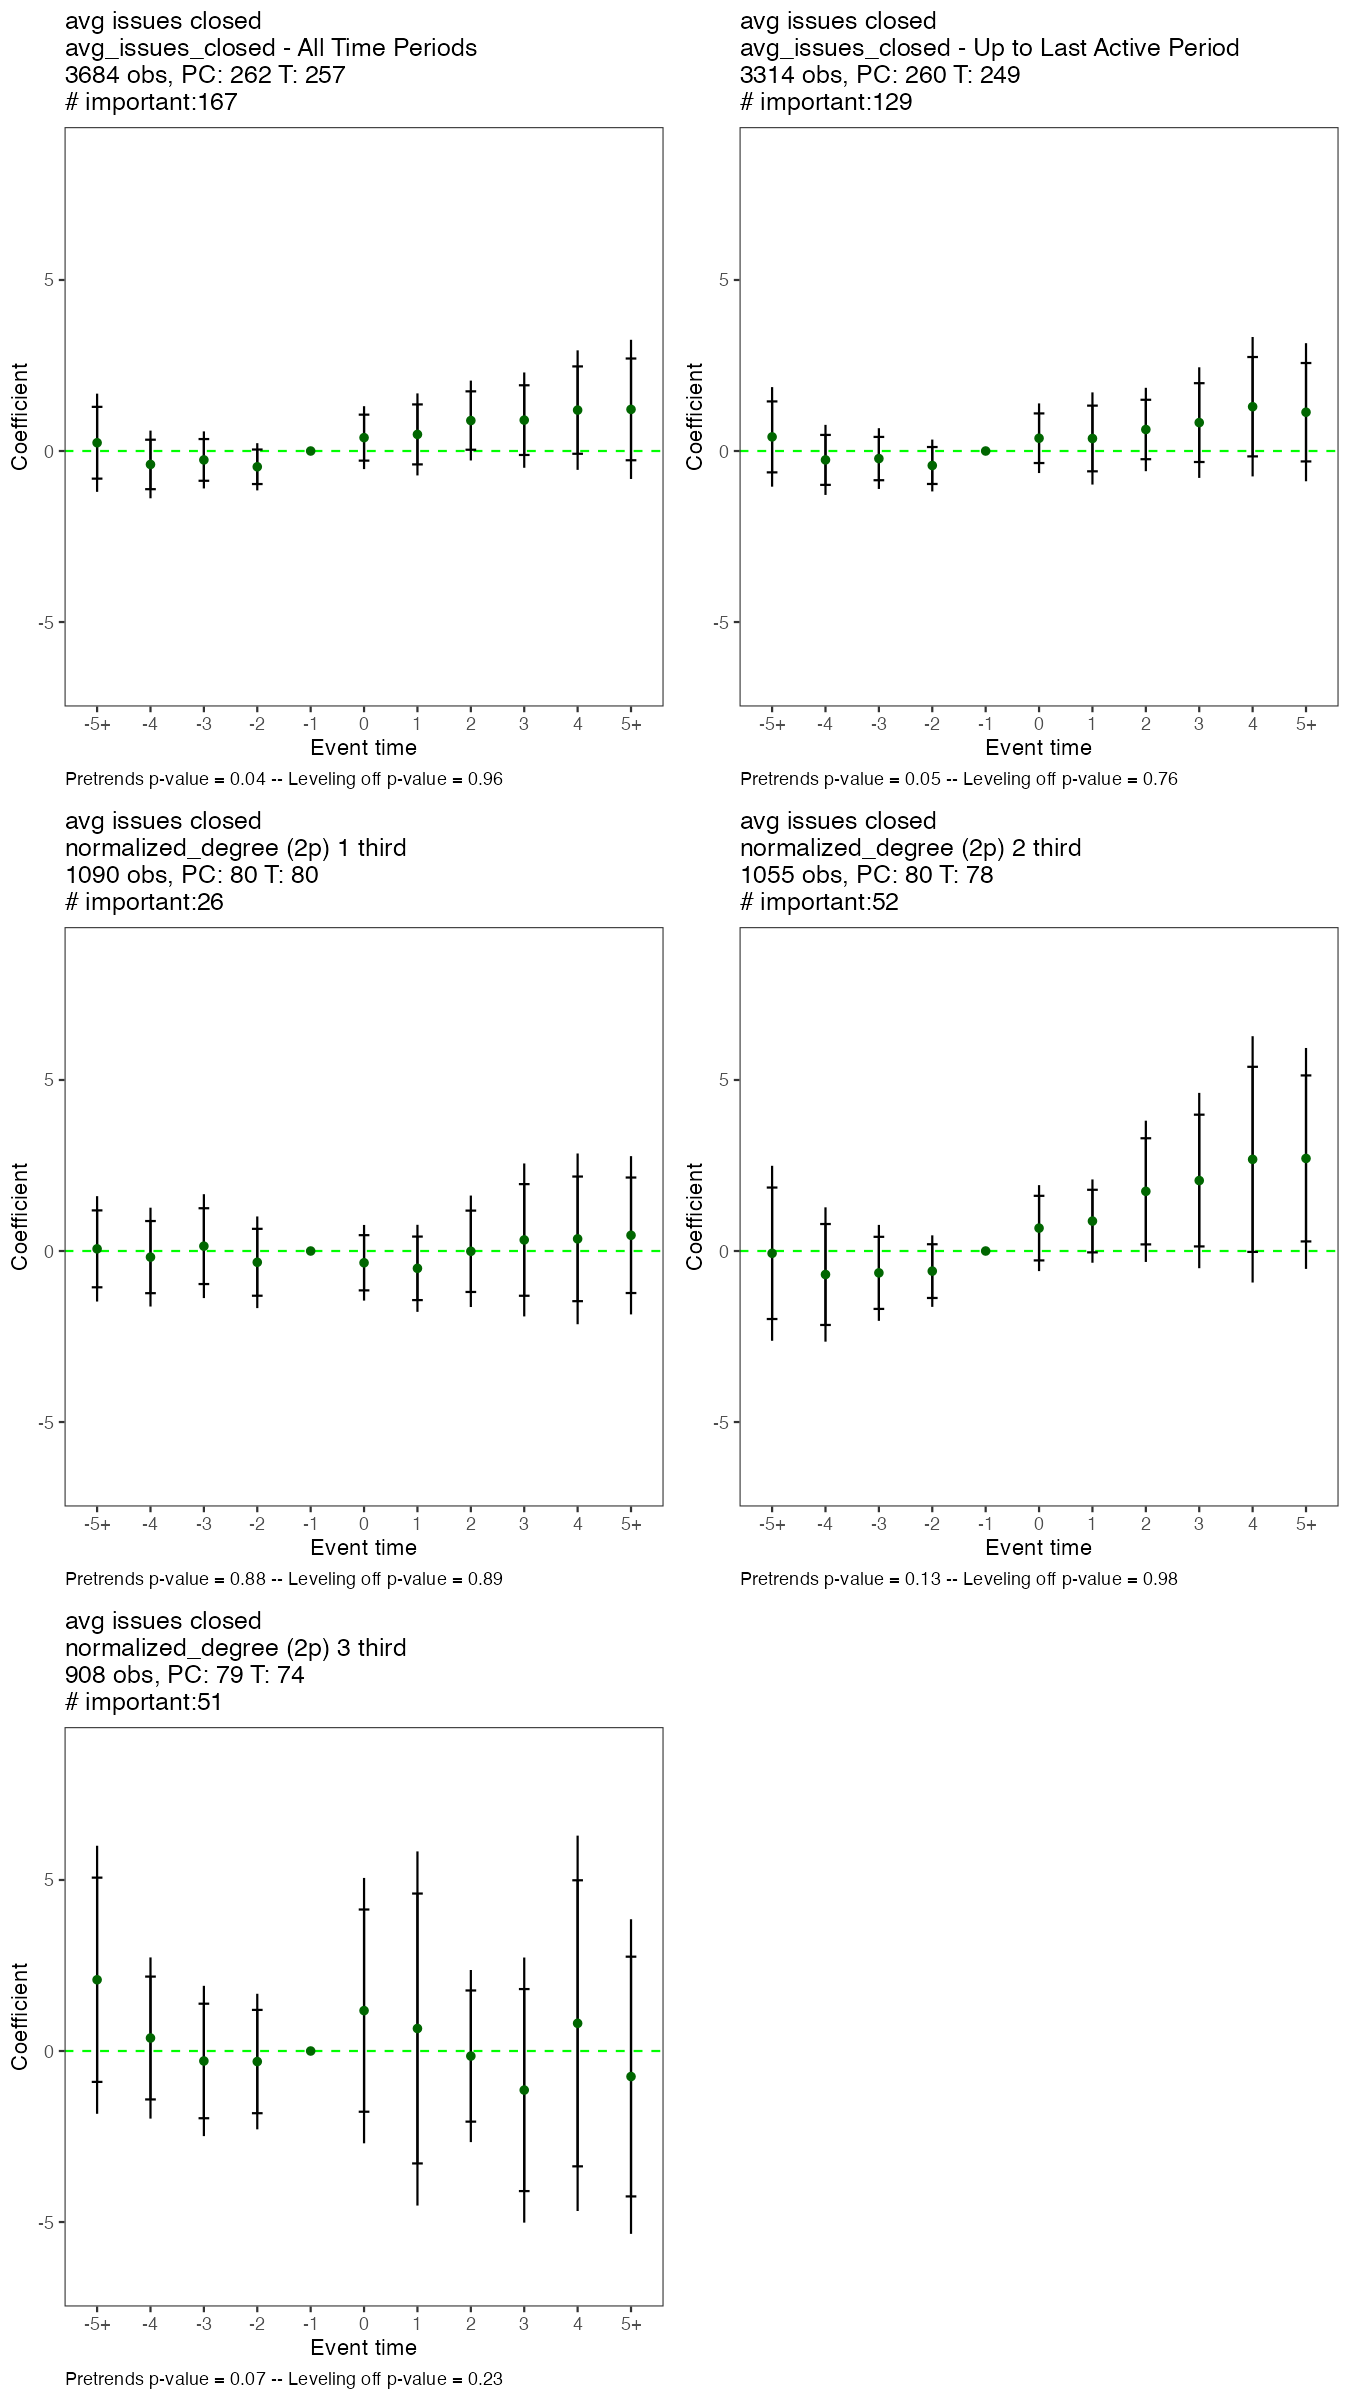 avg issues closed
avg_issues_closed - All Time Periods
3684 obs, PC: 262 T: 257
# important:167
Coefficient
5
0
-5
-5+ -4 -3 -2 -1 0 1 2 3 4 5+
Event time
Pretrends p-value = 0.04 -- Leveling off p-value = 0.96
avg issues closed
avg_issues_closed - Up to Last Active Period
3314 obs, PC: 260 T: 249
# important:129
Coefficient
5
0
-5
-5+ -4 -3 -2 -1 0 1 2 3 4 5+
Event time
Pretrends p-value = 0.05 -- Leveling off p-value = 0.76
avg issues closed
normalized_degree (2p) 1 third
1090 obs, PC: 80 T: 80
# important:26
Coefficient
5
0
-5
-5+ -4 -3 -2 -1 0 1 2 3 4 5+
Event time
Pretrends p-value = 0.88 -- Leveling off p-value = 0.89
avg issues closed
normalized_degree (2p) 2 third
1055 obs, PC: 80 T: 78
# important:52
Coefficient
5
0
-5
-5+ -4 -3 -2 -1 0 1 2 3 4 5+
Event time
Pretrends p-value = 0.13 -- Leveling off p-value = 0.98
avg issues closed
normalized_degree (2p) 3 third
908 obs, PC: 79 T: 74
# important:51
Coefficient
5
0
-5
-5+ -4 -3 -2 -1 0 1 2 3 4 5+
Event time
Pretrends p-value = 0.07 -- Leveling off p-value = 0.23